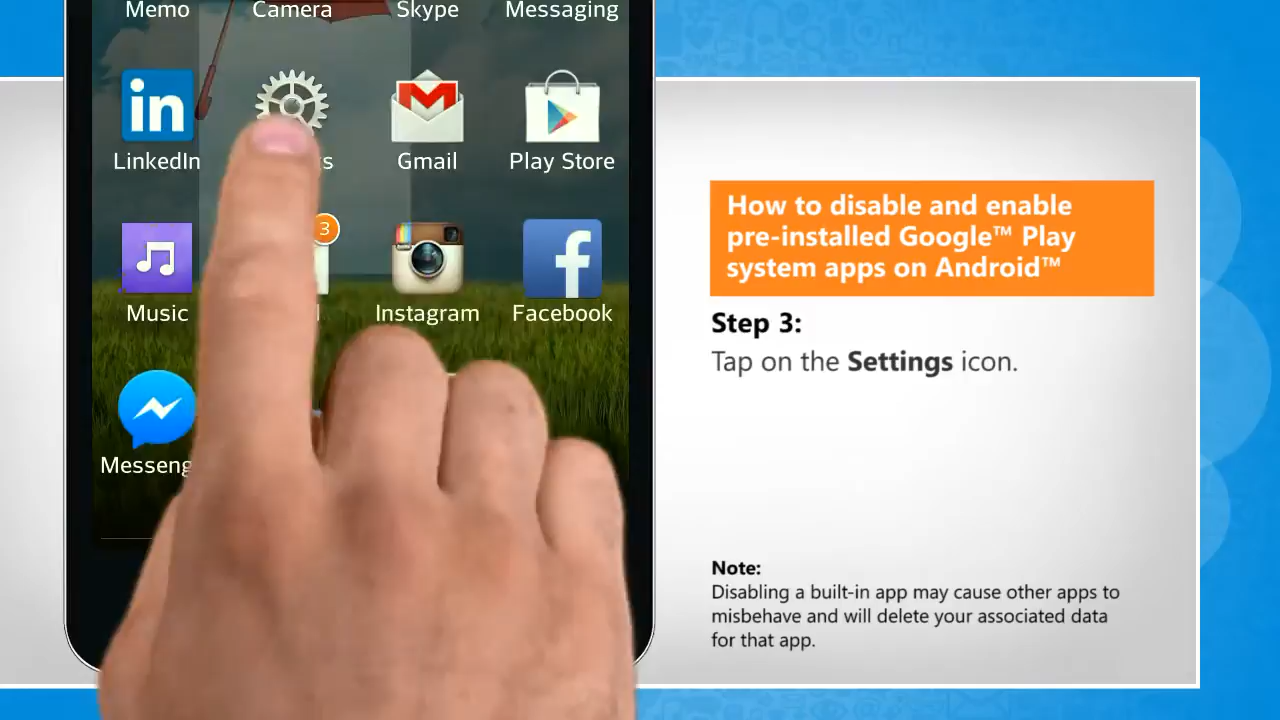 Memo
Camera
Skype
Messaging
in
LinkedIn
s
Gmail
Play Store
3
Music
Instagram
f
Facebook
Messeng
How to disable and enable
pre-installed Google™ Play
system apps on Android™
Step 3:
Tap on the Settings icon.
Note:
Disabling a built-in app may cause other apps to
misbehave and will delete your associated data
for that app.